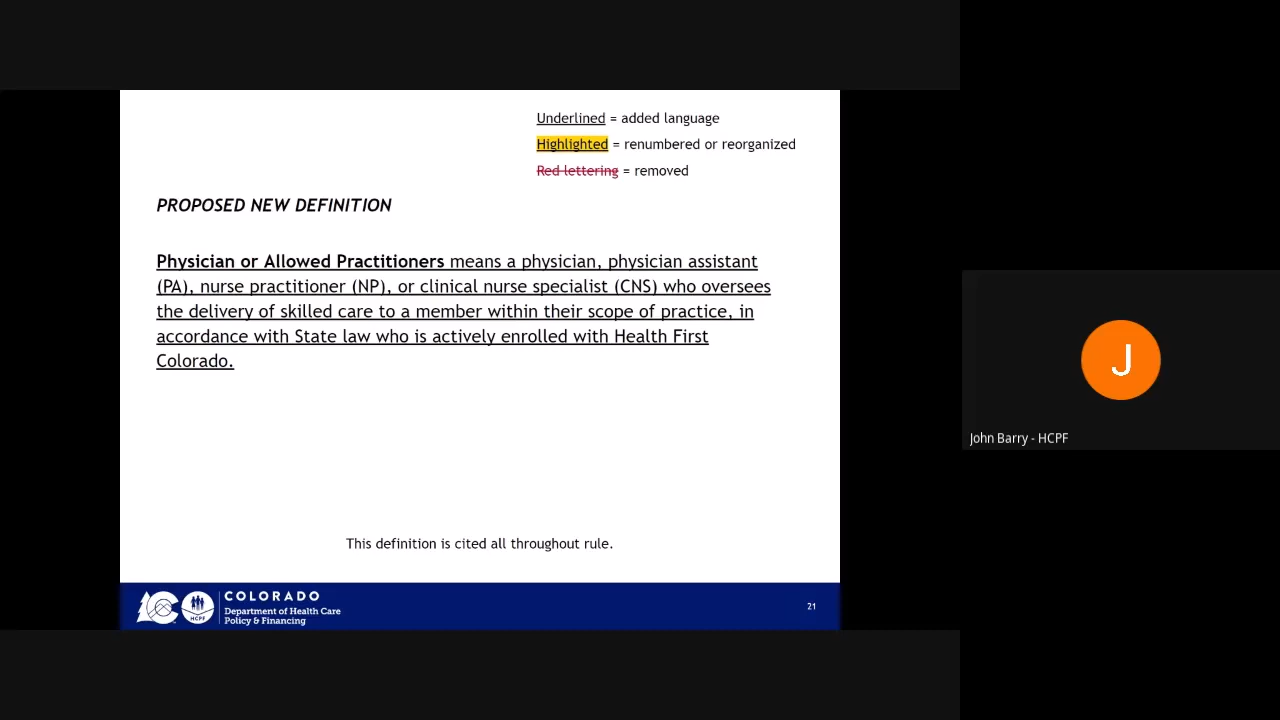 Underlined = added language
Highlighted = renumbered or reorganized
Red lettering = removed
PROPOSED NEW DEFINITION
Physician or Allowed Practitioners means a physician, physician assistant
(PA), nurse practitioner (NP), or clinical nurse specialist (CNS) who oversees
the delivery of skilled care to a member within their scope of practice, in
accordance with State law who is actively enrolled with Health First
Colorado.
This definition is cited all throughout rule.
HCPF
COLORADO
Department of Health Care
Policy & Financing
21
J
John Barry - HCPF